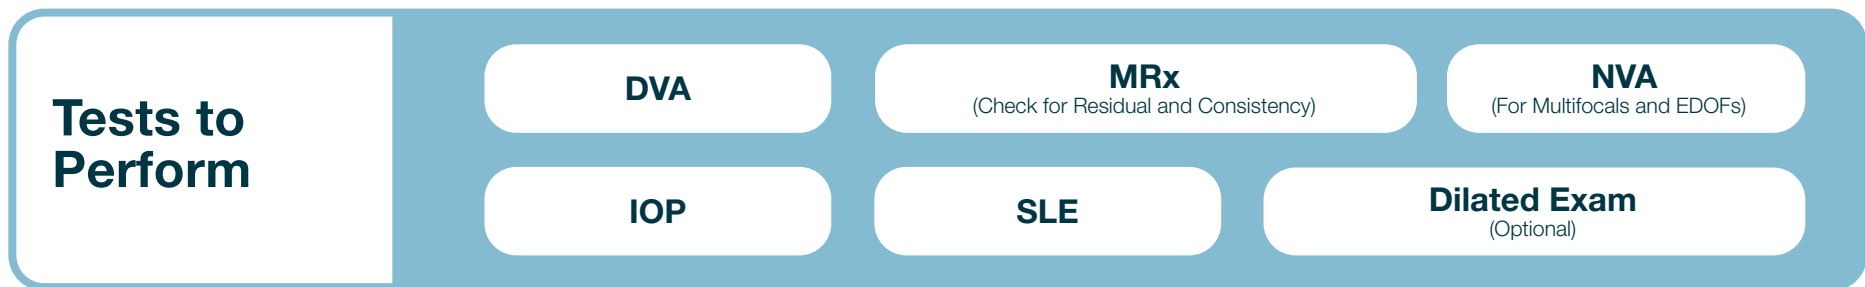 Tests to
Perform
DVA
MRx
(Check for Residual and Consistency)
NVA
(For Multifocals and EDOFs)
IOP
SLE
Dilated Exam
(Optional)